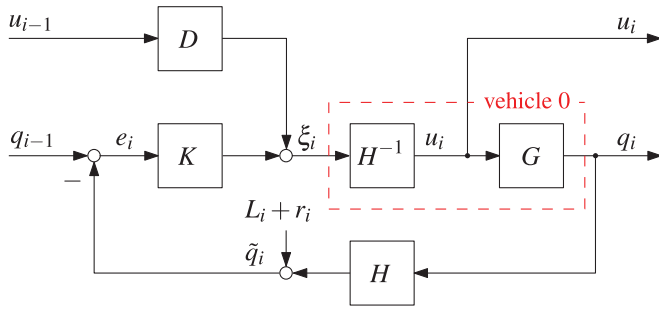 u_{i−1} D u_i
vehicle 0
q_{i−1} e_i K ξ_i H^{−1} u_i G q_i
−
L_i + r_i
q̃_i H